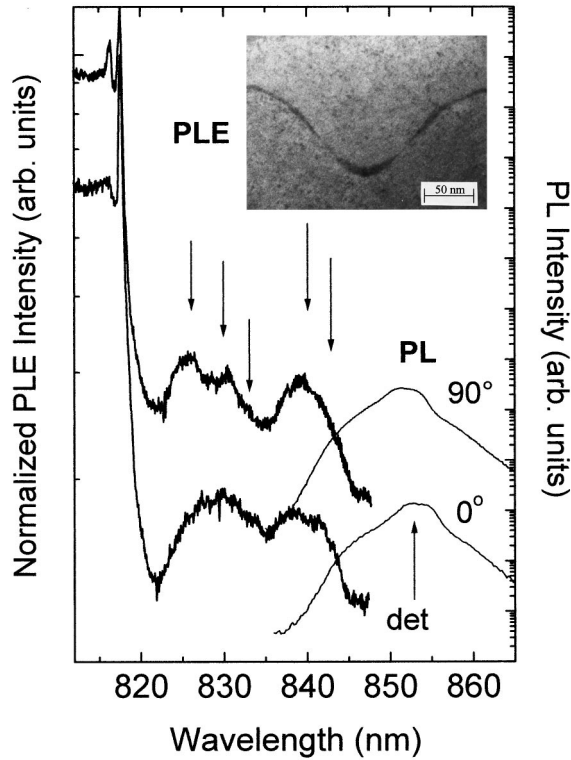 PLE
50 nm
PL
90°
0°
det
Normalized PLE Intensity (arb. units)
PL Intensity (arb. units)
820 830 840 850 860
Wavelength (nm)